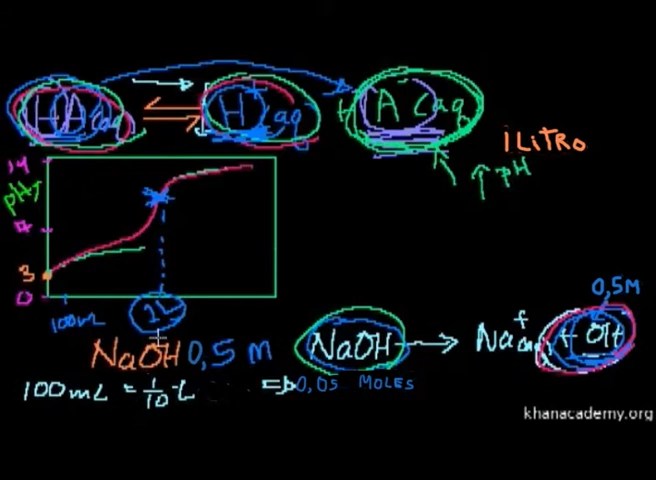 HA(aq) ⇌ H⁺(aq) + A⁻(aq)
1 LITRO
↑ pH
14
pH↑
7
3
0
100mL
1L
0,5M
NaOH 0,5 M
NaOH → Na⁺(aq) + OH⁻
100mL = 1/10 L ⇒ 0,05 MOLES
khanacademy.org